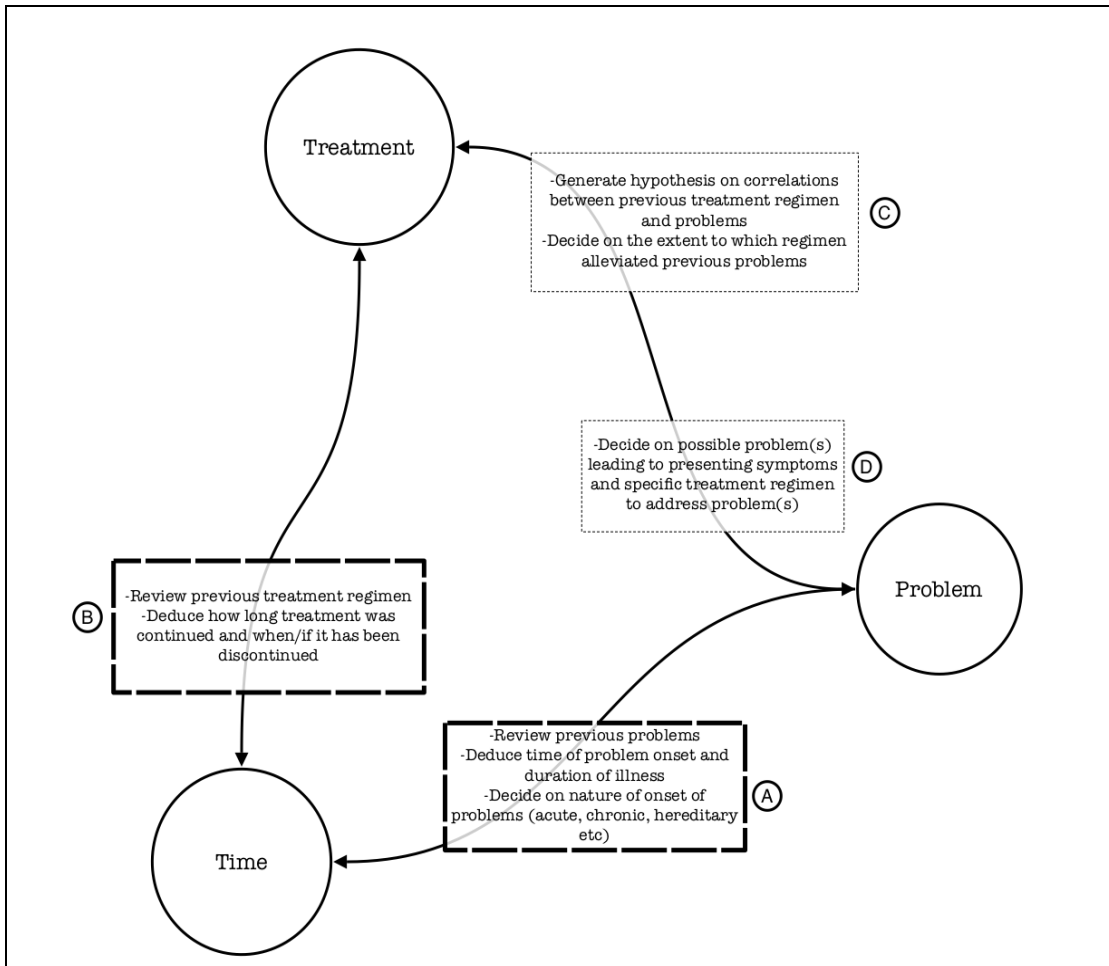 Treatment
-Generate hypothesis on correlations
between previous treatment regimen
and problems
-Decide on the extent to which regimen
alleviated previous problems
C
-Decide on possible problem(s)
leading to presenting symptoms
and specific treatment regimen
to address problem(s)
D
Problem
B
-Review previous treatment regimen
-Deduce how long treatment was
continued and when/if it has been
discontinued
-Review previous problems
-Deduce time of problem onset and
duration of illness
-Decide on nature of onset of
problems (acute, chronic, hereditary
etc)
A
Time